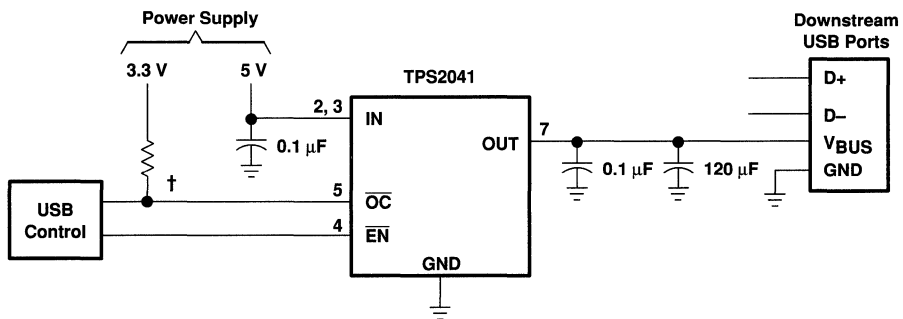 Power Supply
3.3 V
5 V
TPS2041
Downstream
USB Ports
D+
D–
VBUS
GND
2, 3
IN
0.1 µF
OUT
7
0.1 µF
120 µF
†
USB
Control
5
OC
4
EN
GND